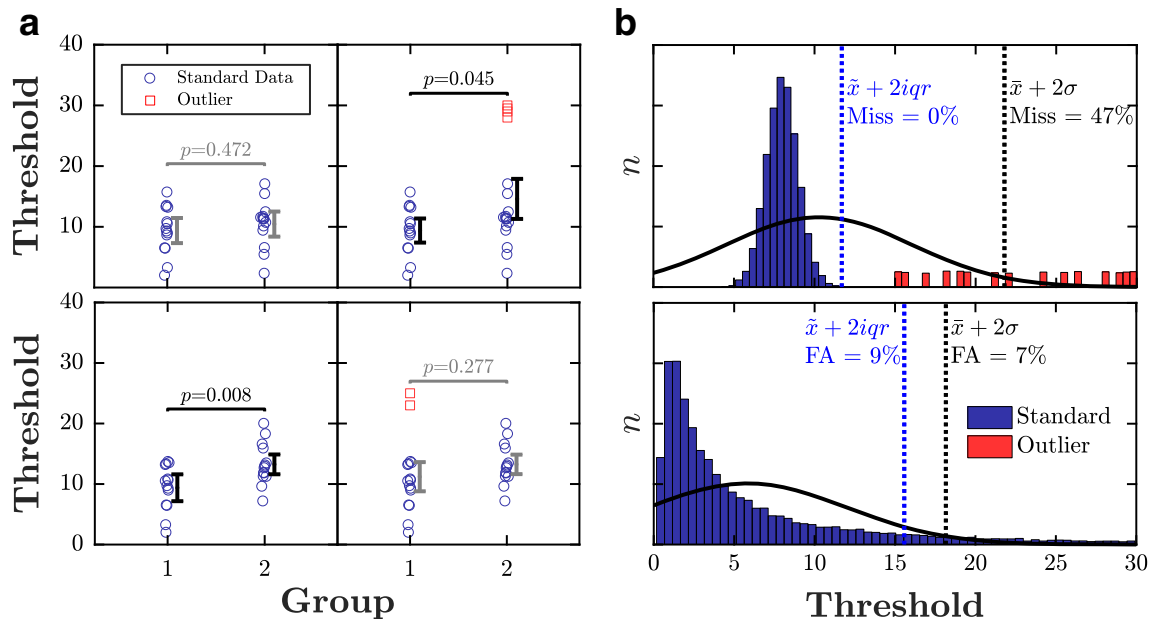 a
b
Threshold
40
30
20
10
0
Standard Data
Outlier
p=0.472
p=0.045
Threshold
40
30
20
10
0
p=0.008
p=0.277
1
2
1
2
Group
n
x̃ + 2iqr
Miss = 0%
x̄ + 2σ
Miss = 47%
n
x̃ + 2iqr
FA = 9%
x̄ + 2σ
FA = 7%
Standard
Outlier
0
5
10
15
20
25
30
Threshold